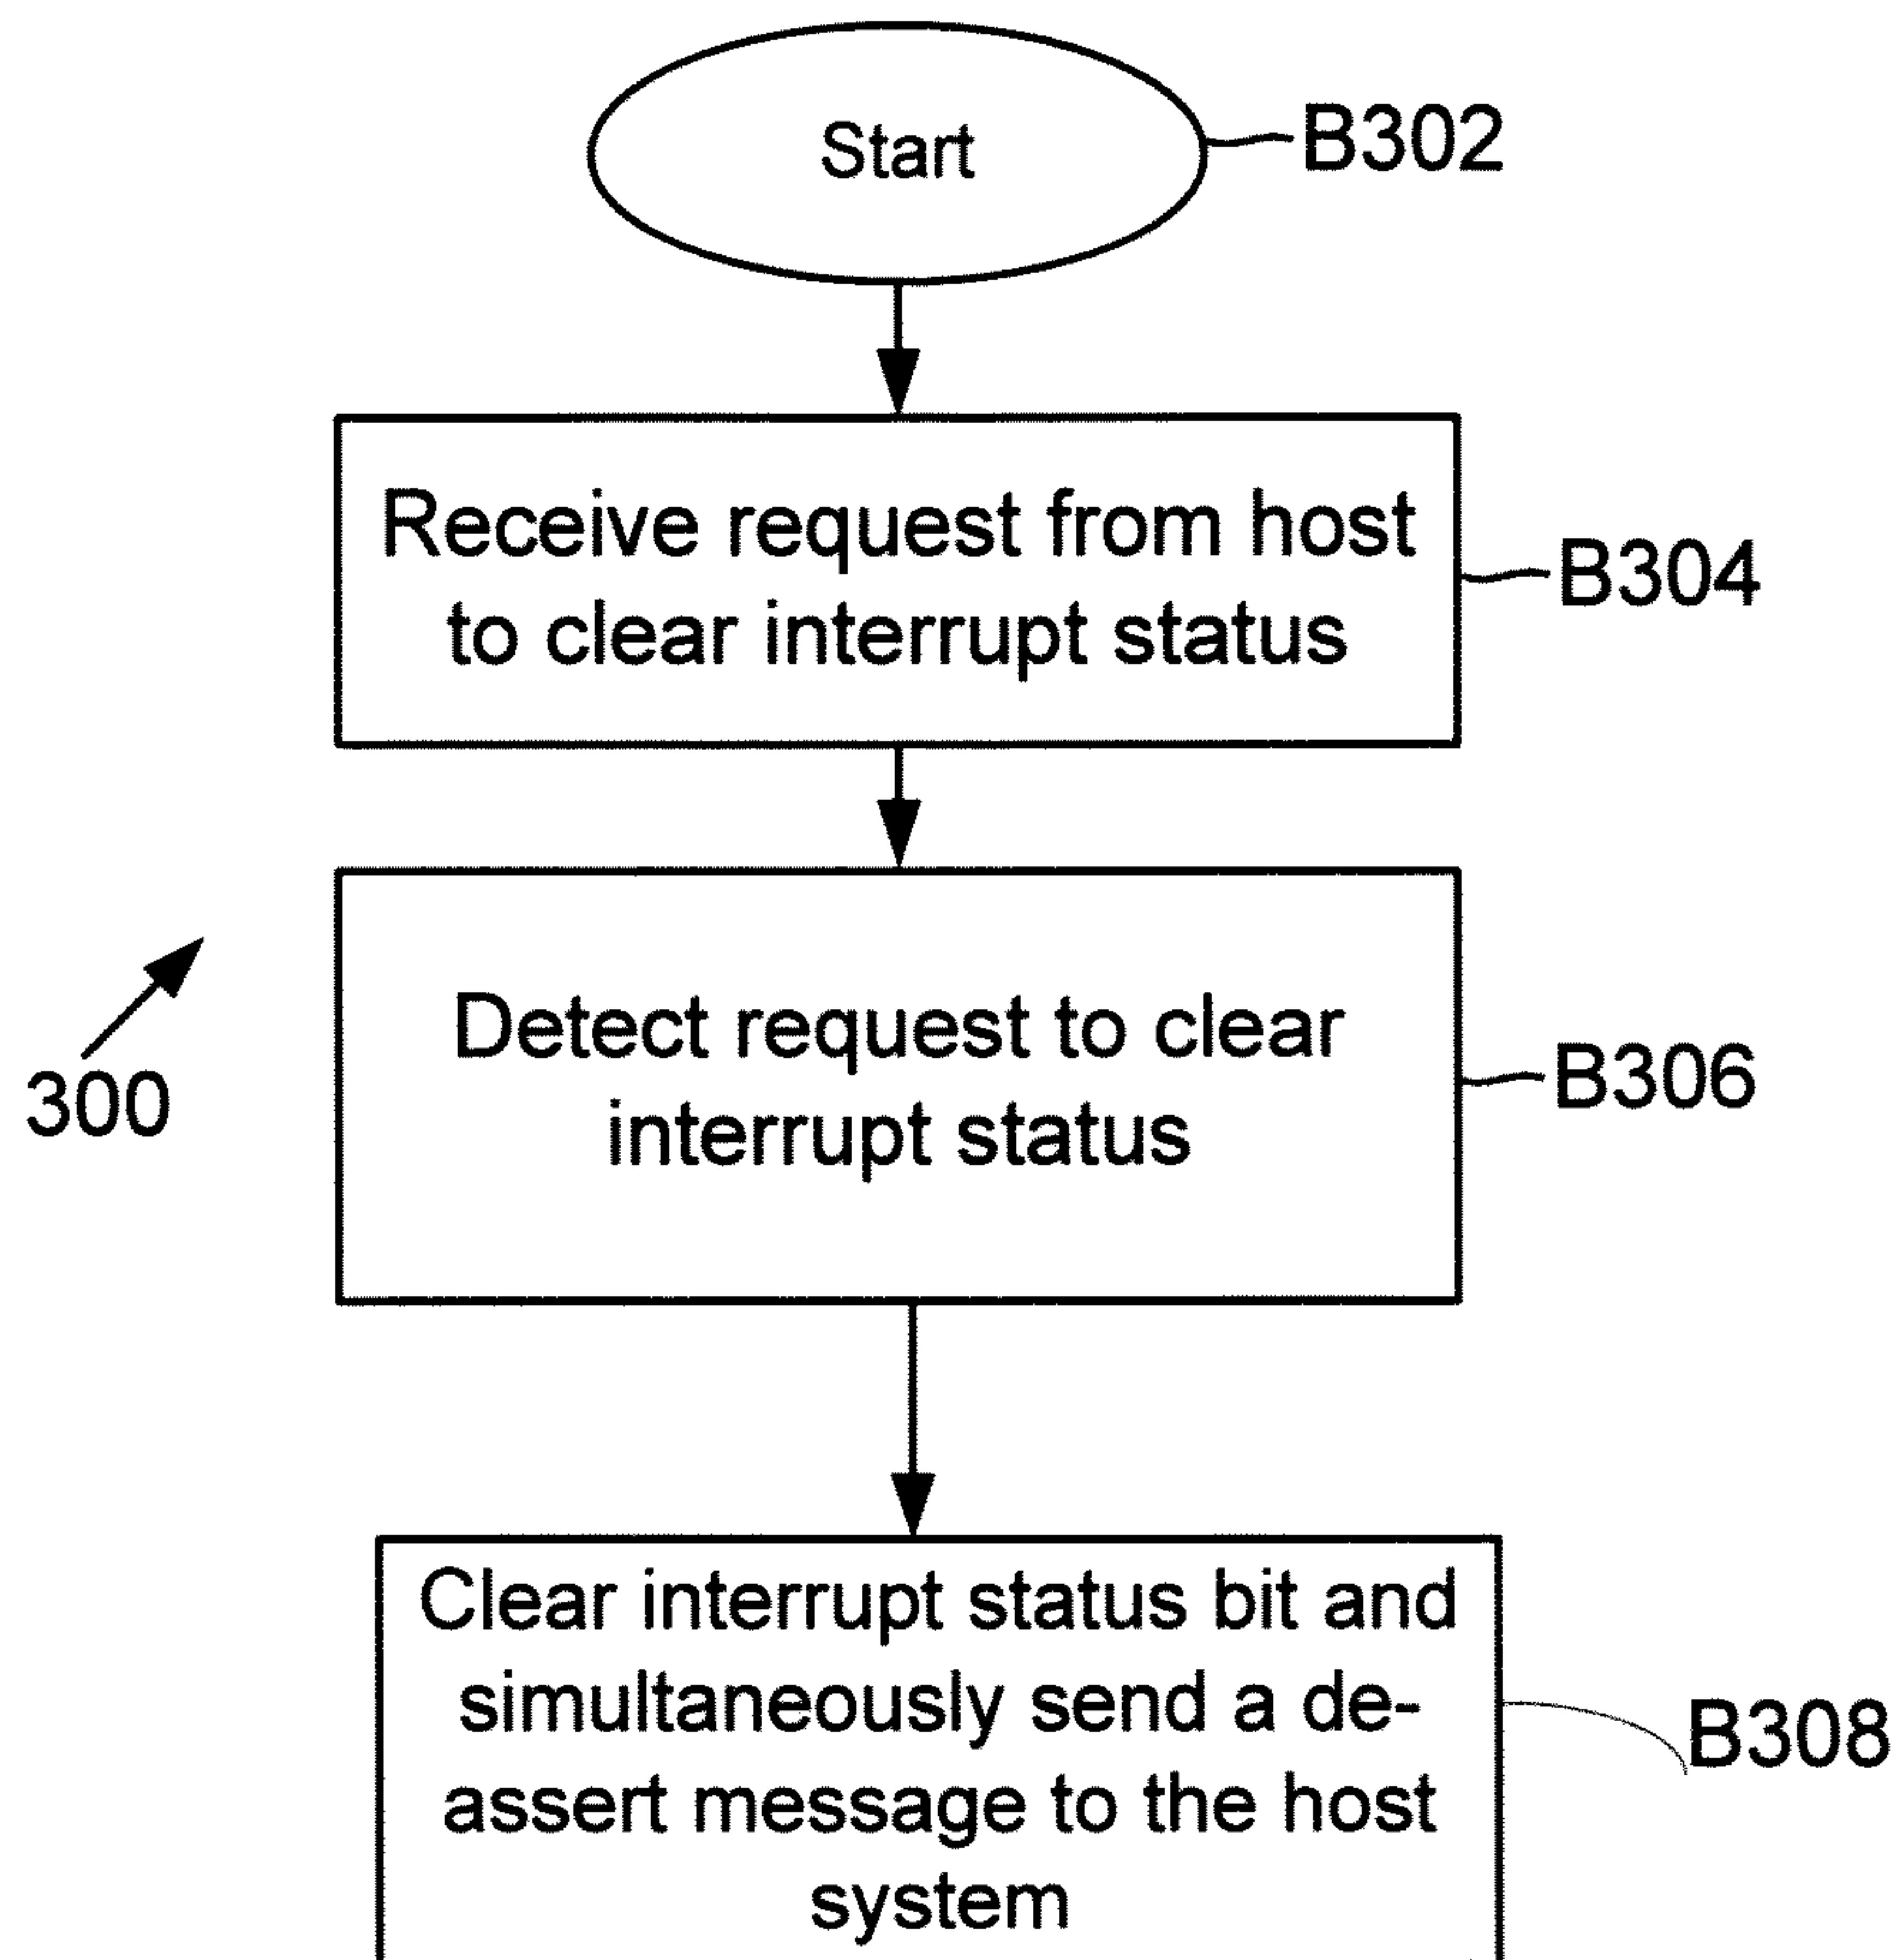 Start
B302
Receive request from host
to clear interrupt status
B304
Detect request to clear
interrupt status
B306
300
Clear interrupt status bit and
simultaneously send a de-
assert message to the host
system
B308